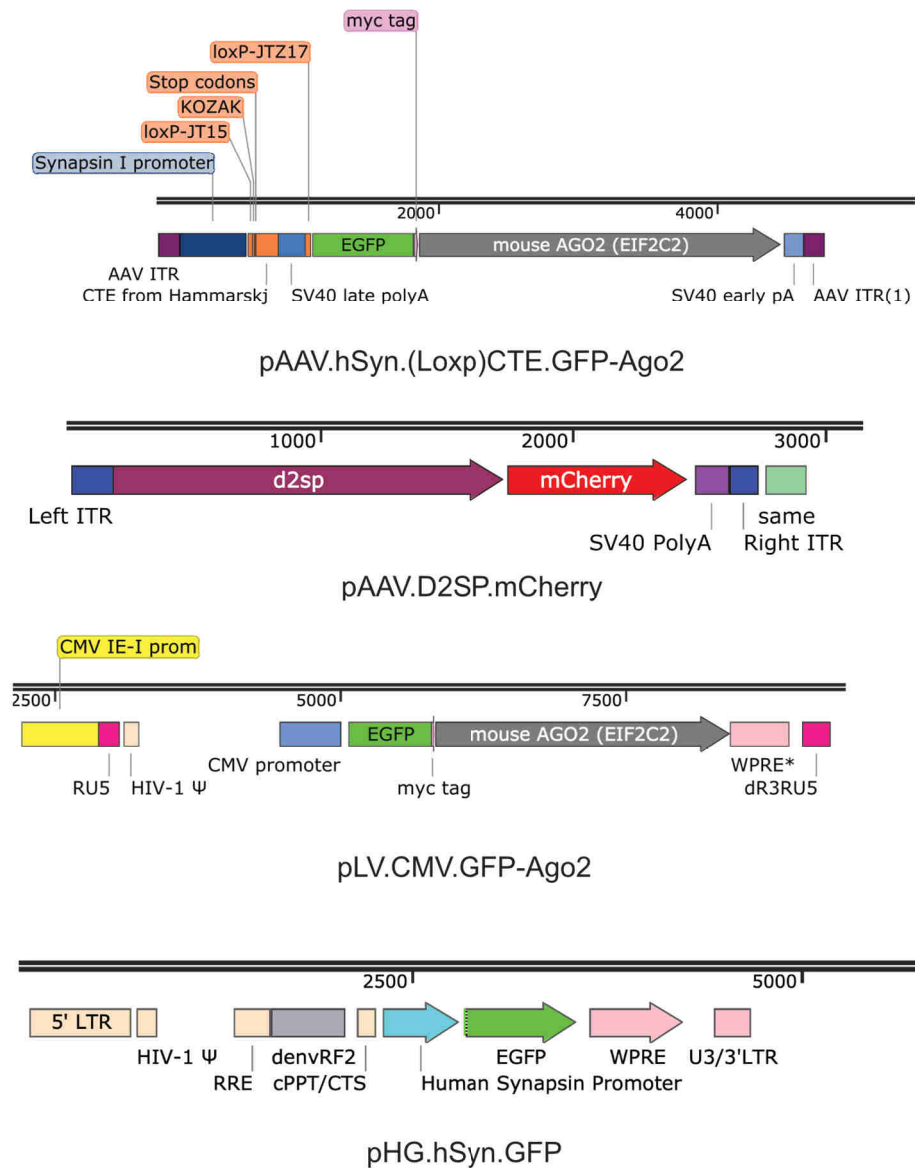 myc tag
loxP-JTZ17
Stop codons
KOZAK
loxP-JT15
Synapsin I promoter
2000 4000
EGFP mouse AGO2 (EIF2C2)
AAV ITR
CTE from Hammarskj SV40 late polyA SV40 early pA AAV ITR(1)
pAAV.hSyn.(Loxp)CTE.GFP-Ago2
1000 2000 3000
d2sp mCherry
Left ITR same
SV40 PolyA Right ITR
pAAV.D2SP.mCherry
CMV IE-I prom
2500 5000 7500
EGFP mouse AGO2 (EIF2C2)
CMV promoter WPRE*
RU5 HIV-1 Ψ myc tag dR3RU5
pLV.CMV.GFP-Ago2
2500 5000
5' LTR
HIV-1 Ψ denvRF2 EGFP WPRE U3/3'LTR
RRE cPPT/CTS Human Synapsin Promoter
pHG.hSyn.GFP